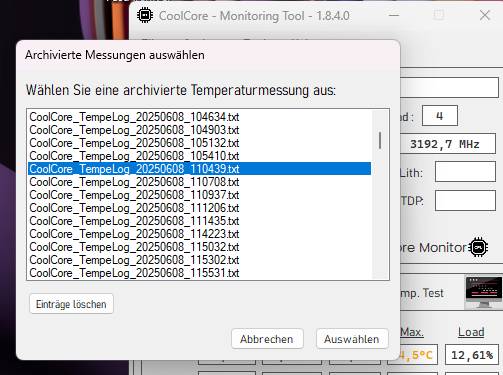 CoolCore - Monitoring Tool - 1.8.4.0
Archivierte Messungen auswählen
Wählen Sie eine archivierte Temperaturmessung aus:
CoolCore_TempeLog_20250608_104634.txt
CoolCore_TempeLog_20250608_104903.txt
CoolCore_TempeLog_20250608_105132.txt
CoolCore_TempeLog_20250608_105410.txt
CoolCore_TempeLog_20250608_110439.txt
CoolCore_TempeLog_20250608_110708.txt
CoolCore_TempeLog_20250608_110937.txt
CoolCore_TempeLog_20250608_111206.txt
CoolCore_TempeLog_20250608_111435.txt
CoolCore_TempeLog_20250608_114223.txt
CoolCore_TempeLog_20250608_115032.txt
CoolCore_TempeLog_20250608_115302.txt
CoolCore_TempeLog_20250608_115531.txt
Einträge löschen
Abbrechen
Auswählen
4
3192,7 MHz
Lith:
TDP:
ore Monitor
mp. Test
Max.
Load
4,5°C
12,61%